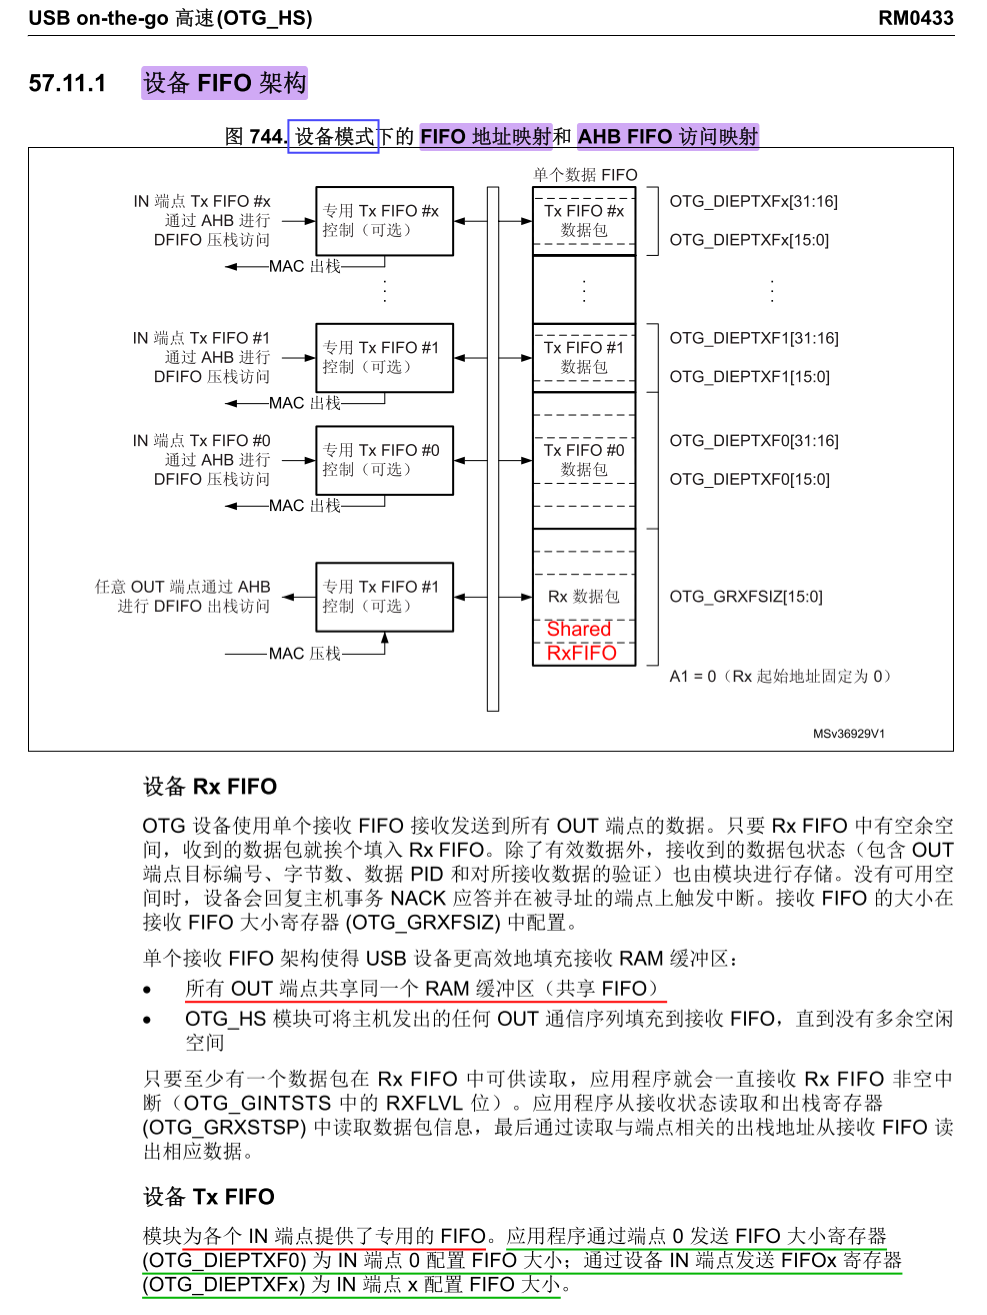 USB on-the-go 高速(OTG_HS)
RM0433
57.11.1 设备 FIFO 架构
图 744. 设备模式下的 FIFO 地址映射和 AHB FIFO 访问映射
单个数据 FIFO
IN 端点 Tx FIFO #x
通过 AHB 进行
DFIFO 压栈访问
专用 Tx FIFO #x
控制（可选）
Tx FIFO #x
数据包
OTG_DIEPTXFx[31:16]
OTG_DIEPTXFx[15:0]
MAC 出栈
IN 端点 Tx FIFO #1
通过 AHB 进行
DFIFO 压栈访问
专用 Tx FIFO #1
控制（可选）
Tx FIFO #1
数据包
OTG_DIEPTXF1[31:16]
OTG_DIEPTXF1[15:0]
MAC 出栈
IN 端点 Tx FIFO #0
通过 AHB 进行
DFIFO 压栈访问
专用 Tx FIFO #0
控制（可选）
Tx FIFO #0
数据包
OTG_DIEPTXF0[31:16]
OTG_DIEPTXF0[15:0]
MAC 出栈
任意 OUT 端点通过 AHB
进行 DFIFO 出栈访问
专用 Tx FIFO #1
控制（可选）
Rx 数据包
OTG_GRXFSIZ[15:0]
Shared
RxFIFO
MAC 压栈
A1 = 0（Rx 起始地址固定为 0）
MSv36929V1
设备 Rx FIFO
OTG 设备使用单个接收 FIFO 接收发送到所有 OUT 端点的数据。只要 Rx FIFO 中有空余空
间，收到的数据包就挨个填入 Rx FIFO。除了有效数据外，接收到的数据包状态（包含 OUT
端点目标编号、字节数、数据 PID 和对所接收数据的验证）也由模块进行存储。没有可用空
间时，设备会回复主机事务 NACK 应答并在被寻址的端点上触发中断。接收 FIFO 的大小在
接收 FIFO 大小寄存器 (OTG_GRXFSIZ) 中配置。
单个接收 FIFO 架构使得 USB 设备更高效地填充接收 RAM 缓冲区：
• 所有 OUT 端点共享同一个 RAM 缓冲区（共享 FIFO）
• OTG_HS 模块可将主机发出的任何 OUT 通信序列填充到接收 FIFO，直到没有多余空闲
空间
只要至少有一个数据包在 Rx FIFO 中可供读取，应用程序就会一直接收 Rx FIFO 非空中
断（OTG_GINTSTS 中的 RXFLVL 位）。应用程序从接收状态读取和出栈寄存器
(OTG_GRXSTSP) 中读取数据包信息，最后通过读取与端点相关的出栈地址从接收 FIFO 读
出相应数据。
设备 Tx FIFO
模块为各个 IN 端点提供了专用的 FIFO。应用程序通过端点 0 发送 FIFO 大小寄存器
(OTG_DIEPTXF0) 为 IN 端点 0 配置 FIFO 大小；通过设备 IN 端点发送 FIFOx 寄存器
(OTG_DIEPTXFx) 为 IN 端点 x 配置 FIFO 大小。